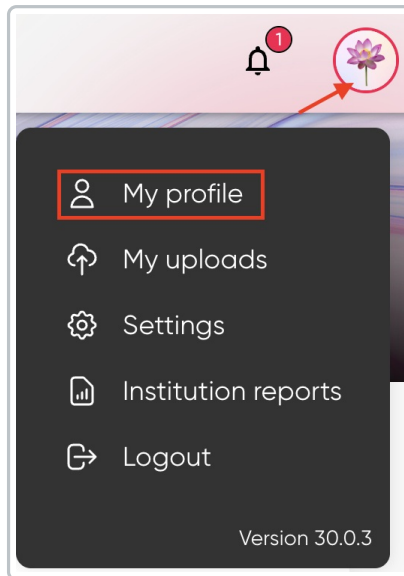 1
My profile
My uploads
Settings
Institution reports
Logout
Version 30.0.3